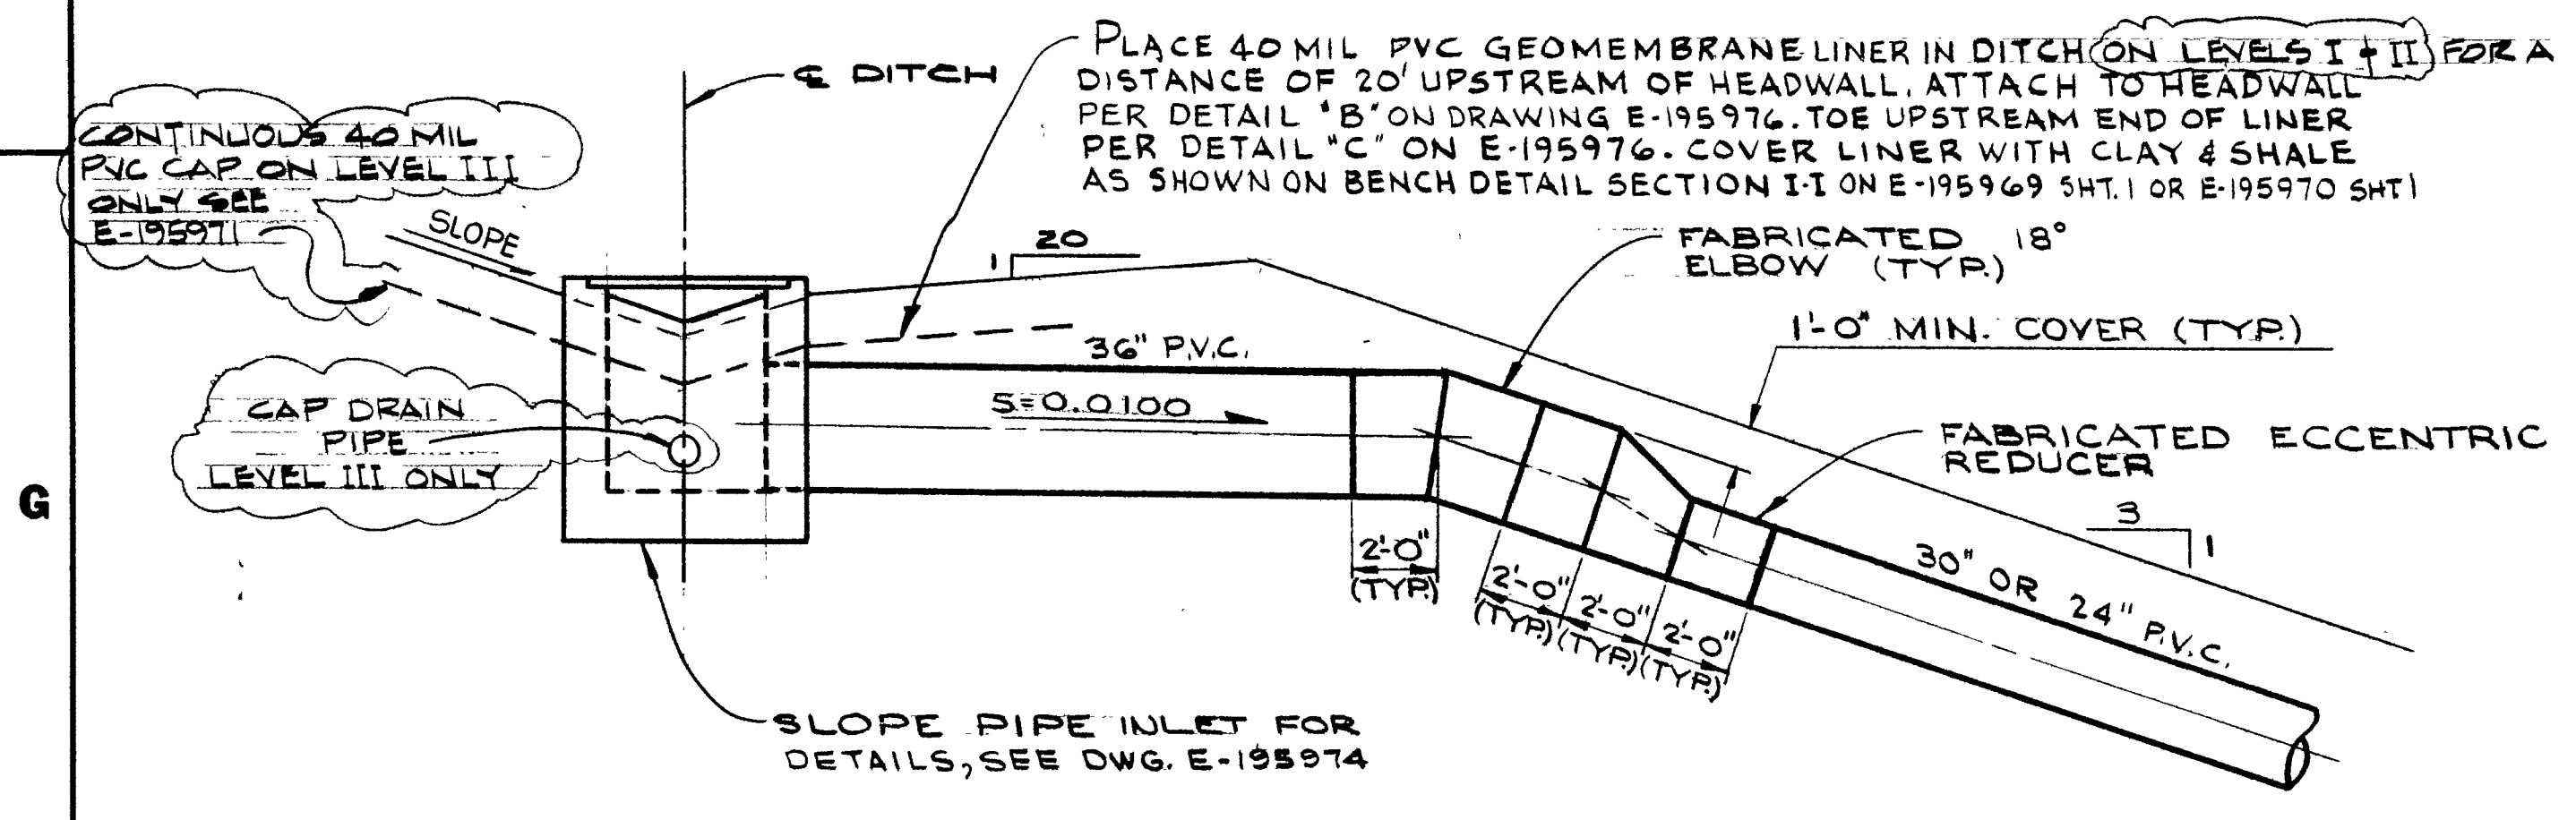 PLACE 40 MIL PVC GEOMEMBRANE LINER IN DITCH ON LEVELS I & II FOR A
DISTANCE OF 20' UPSTREAM OF HEADWALL. ATTACH TO HEADWALL
PER DETAIL "B" ON DRAWING E-195976. TOE UPSTREAM END OF LINER
PER DETAIL "C" ON E-195976. COVER LINER WITH CLAY & SHALE
AS SHOWN ON BENCH DETAIL SECTION I-I ON E-195969 SHT. 1 OR E-195970 SHT 1
℄ DITCH
CONTINUOUS 40 MIL
PVC CAP ON LEVEL III
ONLY SEE
E-195971
SLOPE
1
20
FABRICATED 18°
ELBOW (TYP.)
1'-0" MIN. COVER (TYP.)
36" P.V.C.
S=0.0100
CAP DRAIN
PIPE
LEVEL III ONLY
FABRICATED ECCENTRIC
REDUCER
G
3
1
2'-0"
(TYP.)
2'-0"
(TYP.)
2'-0"
(TYP.)
2'-0"
(TYP.)
30" OR 24" P.V.C.
SLOPE PIPE INLET FOR
DETAILS, SEE DWG. E-195974